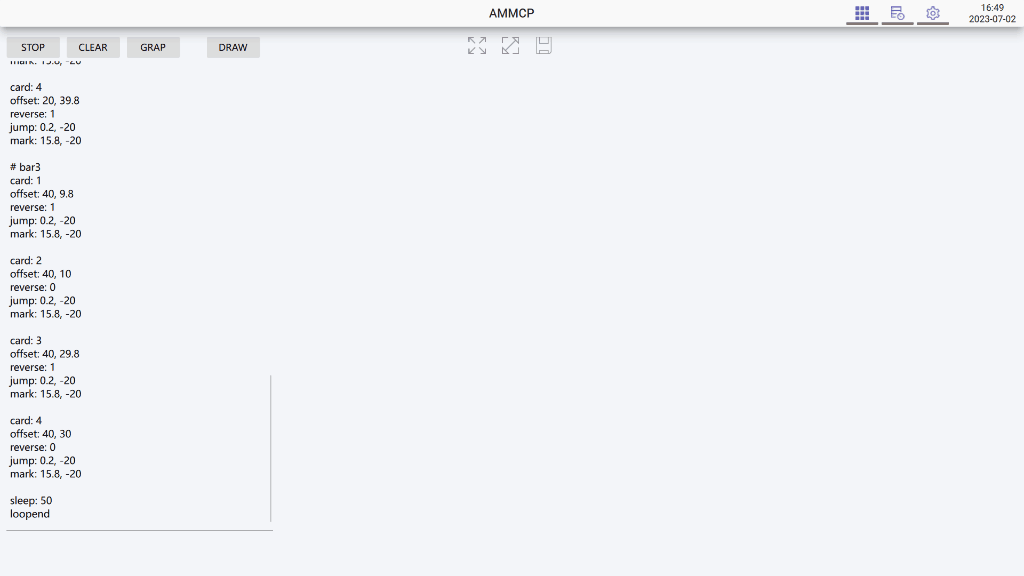 AMMCP
16:49
2023-07-02
STOP
CLEAR
GRAP
DRAW
mark: 15.8, -20
card: 4
offset: 20, 39.8
reverse: 1
jump: 0.2, -20
mark: 15.8, -20
# bar3
card: 1
offset: 40, 9.8
reverse: 1
jump: 0.2, -20
mark: 15.8, -20
card: 2
offset: 40, 10
reverse: 0
jump: 0.2, -20
mark: 15.8, -20
card: 3
offset: 40, 29.8
reverse: 1
jump: 0.2, -20
mark: 15.8, -20
card: 4
offset: 40, 30
reverse: 0
jump: 0.2, -20
mark: 15.8, -20
sleep: 50
loopend